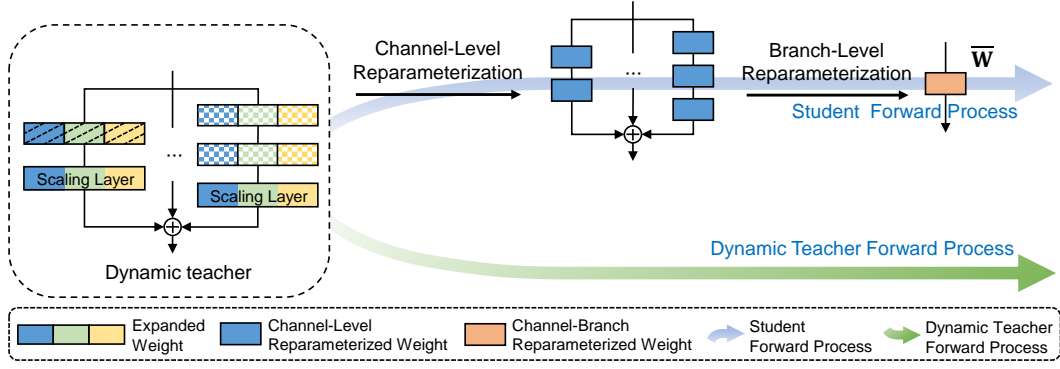 Channel-Level
Reparameterization
...
Branch-Level
Reparameterization
W
Student Forward Process
...
Scaling Layer
Scaling Layer
Dynamic teacher
Dynamic Teacher Forward Process
Expanded
Weight
Channel-Level
Reparameterized Weight
Channel-Branch
Reparameterized Weight
Student
Forward Process
Dynamic Teacher
Forward Process